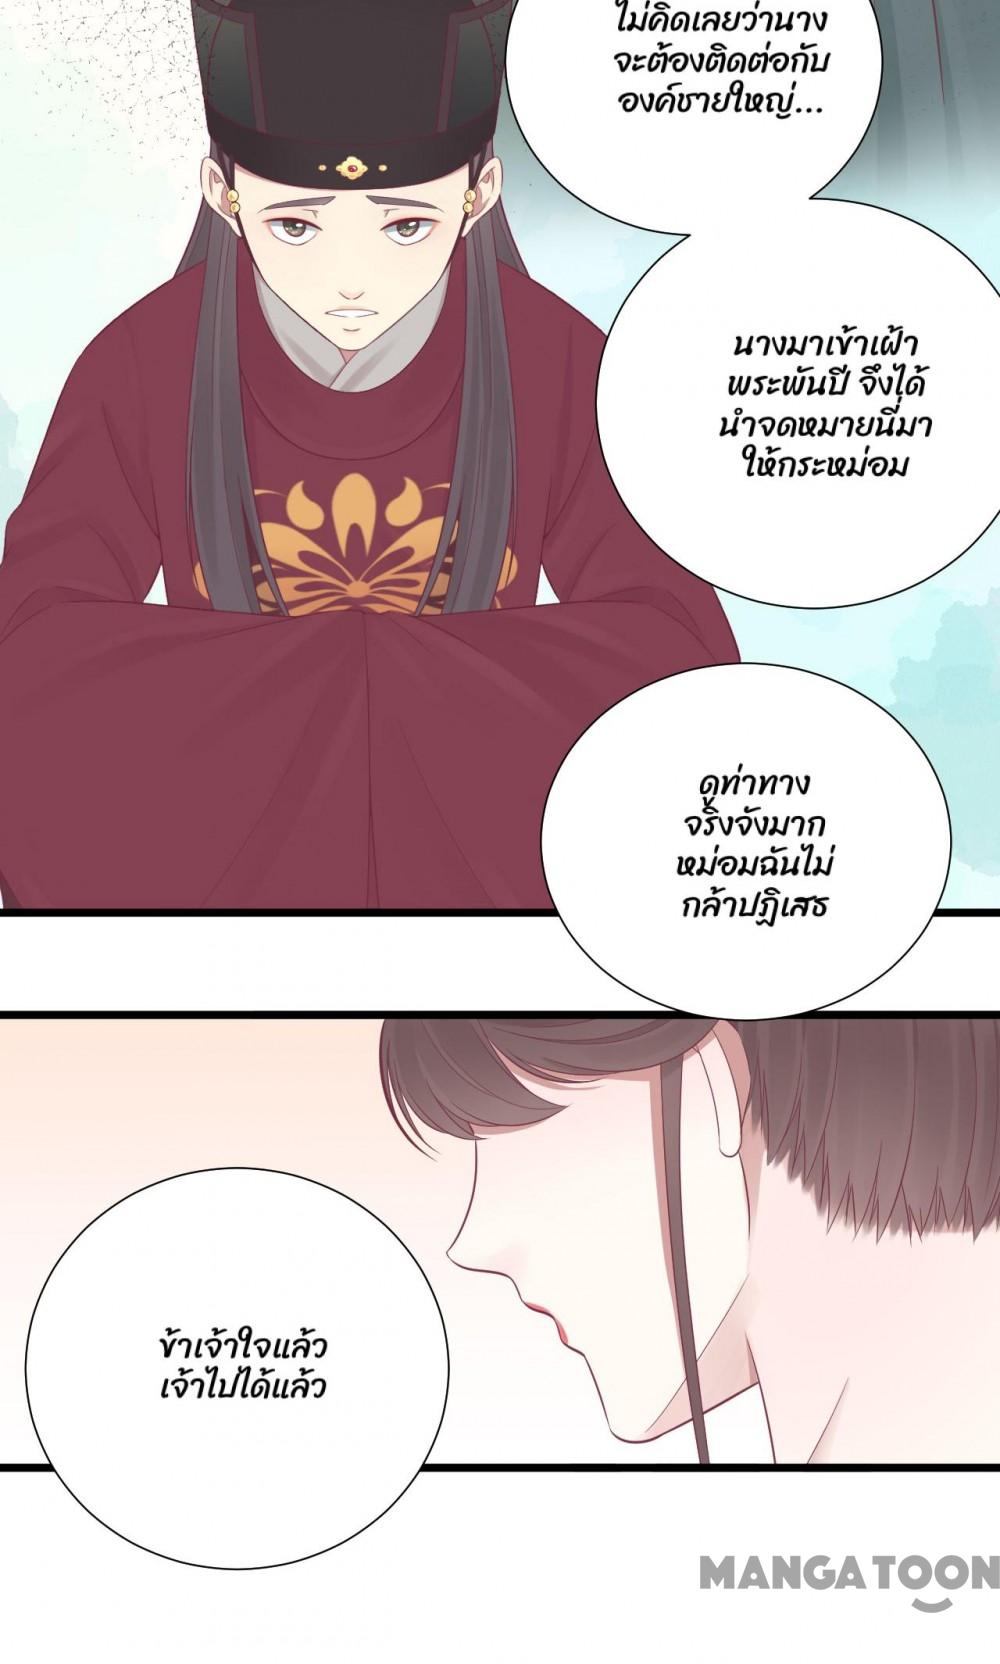 ไม่คิดเลยว่านาง
จะต้องติดต่อกับ
องค์ชายใหญ่...
นางมาเข้าเฝ้า
พระพันปี จึงได้
นำจดหมายนี่มา
ให้กระหม่อม
ดูท่าทาง
จริงจังมาก
หม่อมฉันไม่
กล้าปฏิเสธ
ข้าเจ้าใจแล้ว
เจ้าไปได้แล้ว
MANGATOON